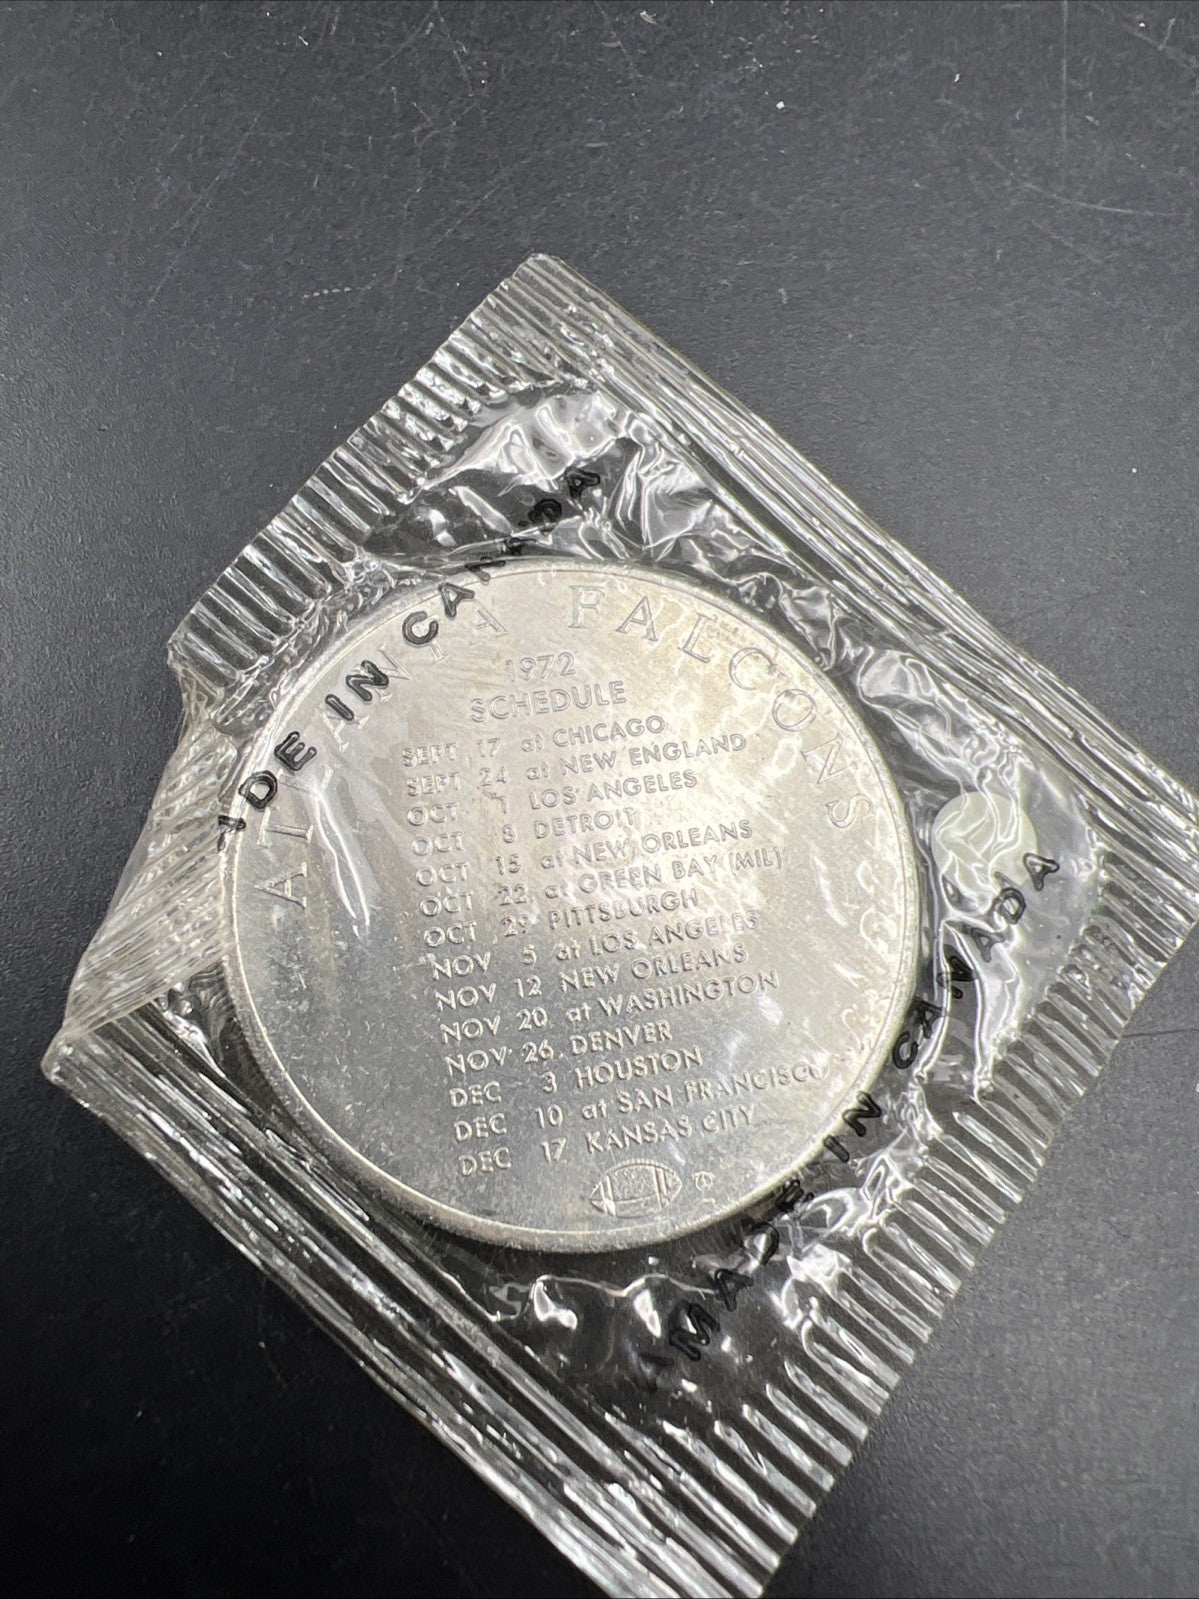 ATLANTA FALCONS
1972
SCHEDULE
SEPT 17 at CHICAGO
SEPT 24 at NEW ENGLAND
OCT 1 LOS ANGELES
OCT 8 DETROIT
OCT 15 at NEW ORLEANS
OCT 22 at GREEN BAY (MIL)
OCT 29 PITTSBURGH
NOV 5 at LOS ANGELES
NOV 12 NEW ORLEANS
NOV 20 at WASHINGTON
NOV 26 DENVER
DEC 3 HOUSTON
DEC 10 at SAN FRANCISCO
DEC 17 KANSAS CITY
ADE IN CANADA
MADE IN CANADA